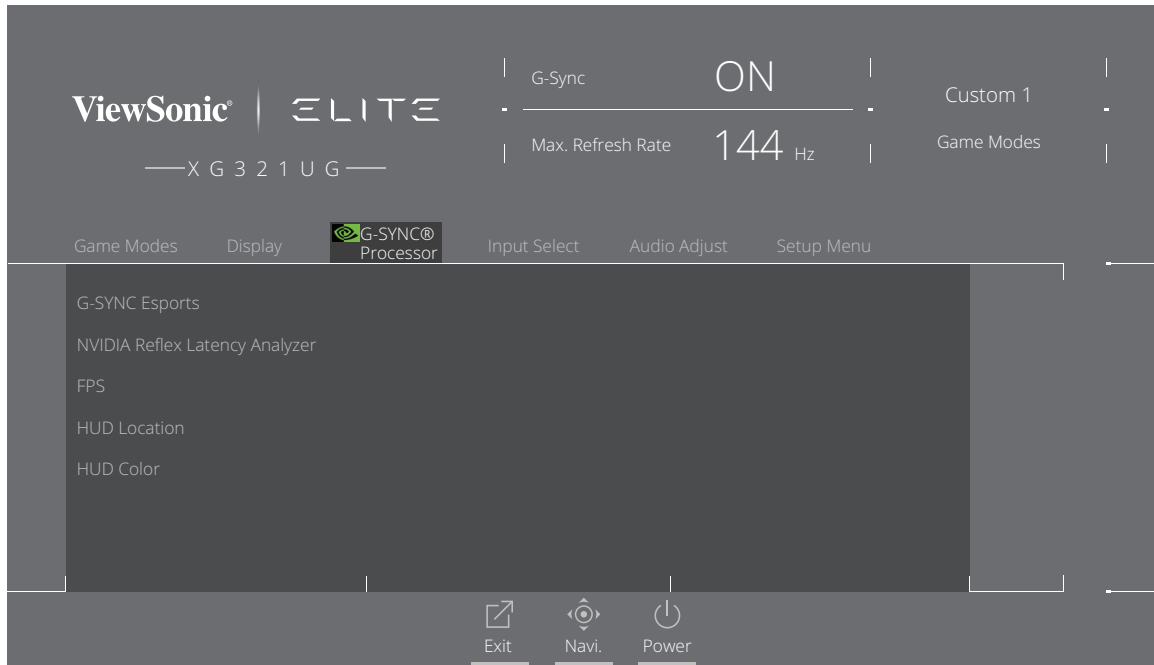 ViewSonic® ELITE
XG321UG
G-Sync ON
Max. Refresh Rate 144 Hz
Custom 1
Game Modes
Game Modes Display G-SYNC® Processor Input Select Audio Adjust Setup Menu
G-SYNC Esports
NVIDIA Reflex Latency Analyzer
FPS
HUD Location
HUD Color
Exit Navi. Power